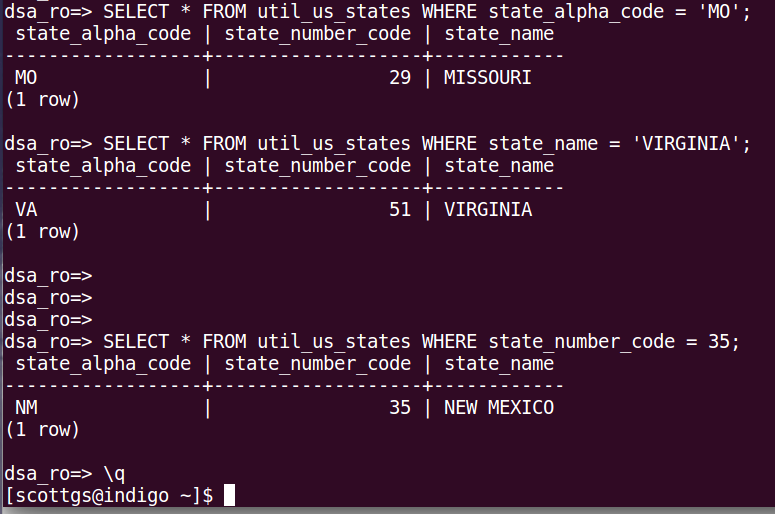 dsa_ro=> SELECT * FROM util_us_states WHERE state_alpha_code = 'MO';
 state_alpha_code | state_number_code | state_name
------------------+-------------------+------------
 MO               |                29 | MISSOURI
(1 row)

dsa_ro=> SELECT * FROM util_us_states WHERE state_name = 'VIRGINIA';
 state_alpha_code | state_number_code | state_name
------------------+-------------------+------------
 VA               |                51 | VIRGINIA
(1 row)

dsa_ro=>
dsa_ro=>
dsa_ro=>
dsa_ro=> SELECT * FROM util_us_states WHERE state_number_code = 35;
 state_alpha_code | state_number_code | state_name
------------------+-------------------+------------
 NM               |                35 | NEW MEXICO
(1 row)

dsa_ro=> \q
[scottgs@indigo ~]$